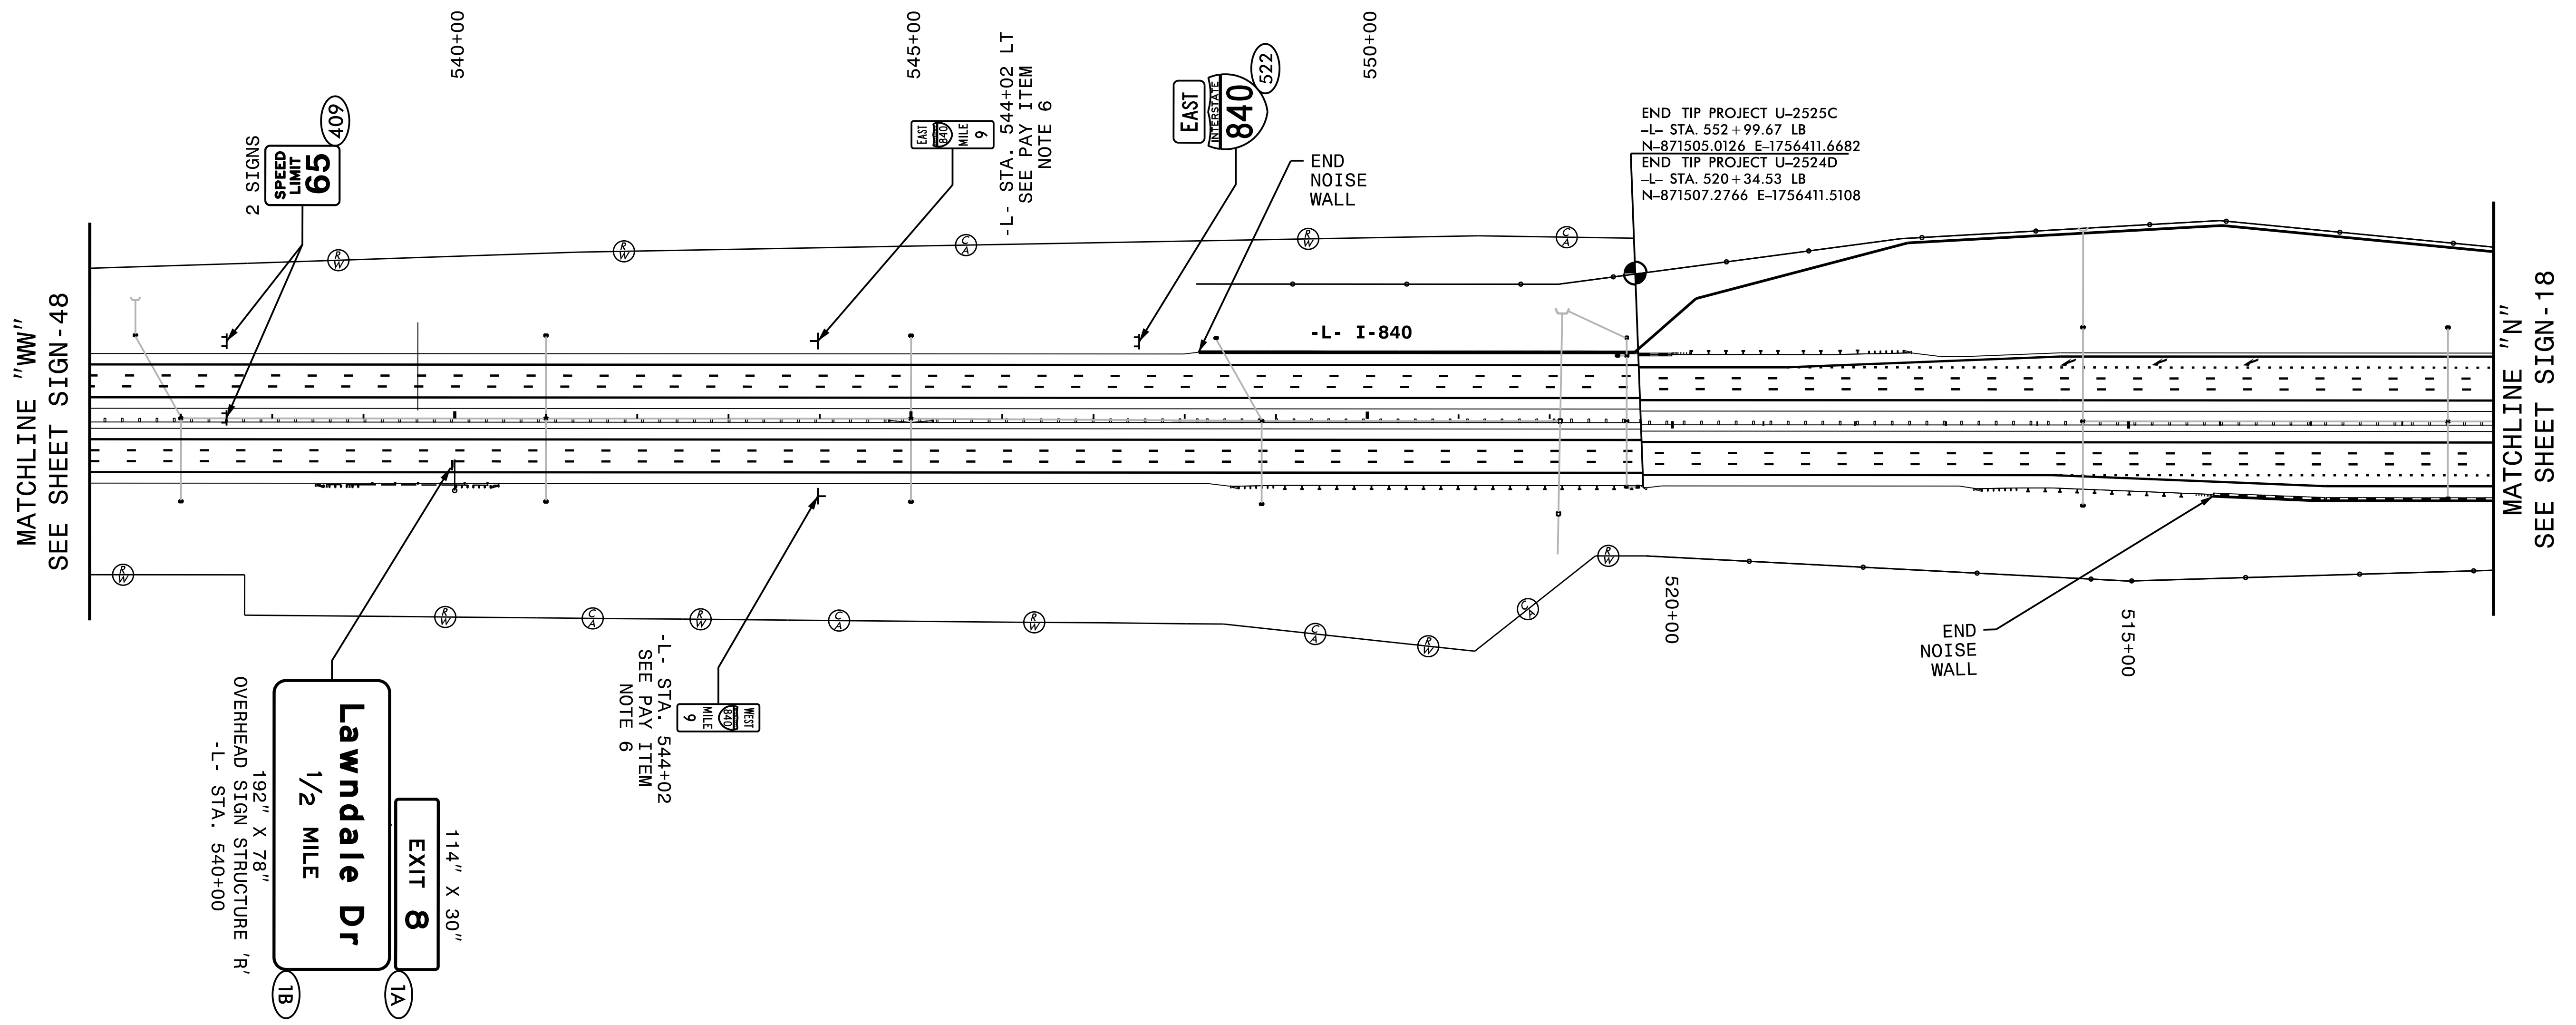 540+00
545+00
550+00
2 SIGNS
SPEED
LIMIT
65
409
EAST
840
MILE
9
-L- STA. 544+02 LT
SEE PAY ITEM
NOTE 6
EAST
INTERSTATE
840
522
END
NOISE
WALL
END TIP PROJECT U-2525C
-L- STA. 552+99.67 LB
N-871505.0126 E-1756411.6682
END TIP PROJECT U-2524D
-L- STA. 520+34.53 LB
N-871507.2766 E-1756411.5108
R/W
R/W
C/A
R/W
C/A
MATCHLINE "WW"
SEE SHEET SIGN-48
-L- I-840
MATCHLINE "N"
SEE SHEET SIGN-18
R/W
R/W
C/A
R/W
C/A
R/W
C/A
R/W
C/A
R/W
520+00
515+00
END
NOISE
WALL
-L- STA. 544+02
SEE PAY ITEM
NOTE 6
WEST
840
MILE
9
114" X 30"
EXIT 8
1A
Lawndale Dr
1/2 MILE
1B
192" X 78"
OVERHEAD SIGN STRUCTURE 'R'
-L- STA. 540+00